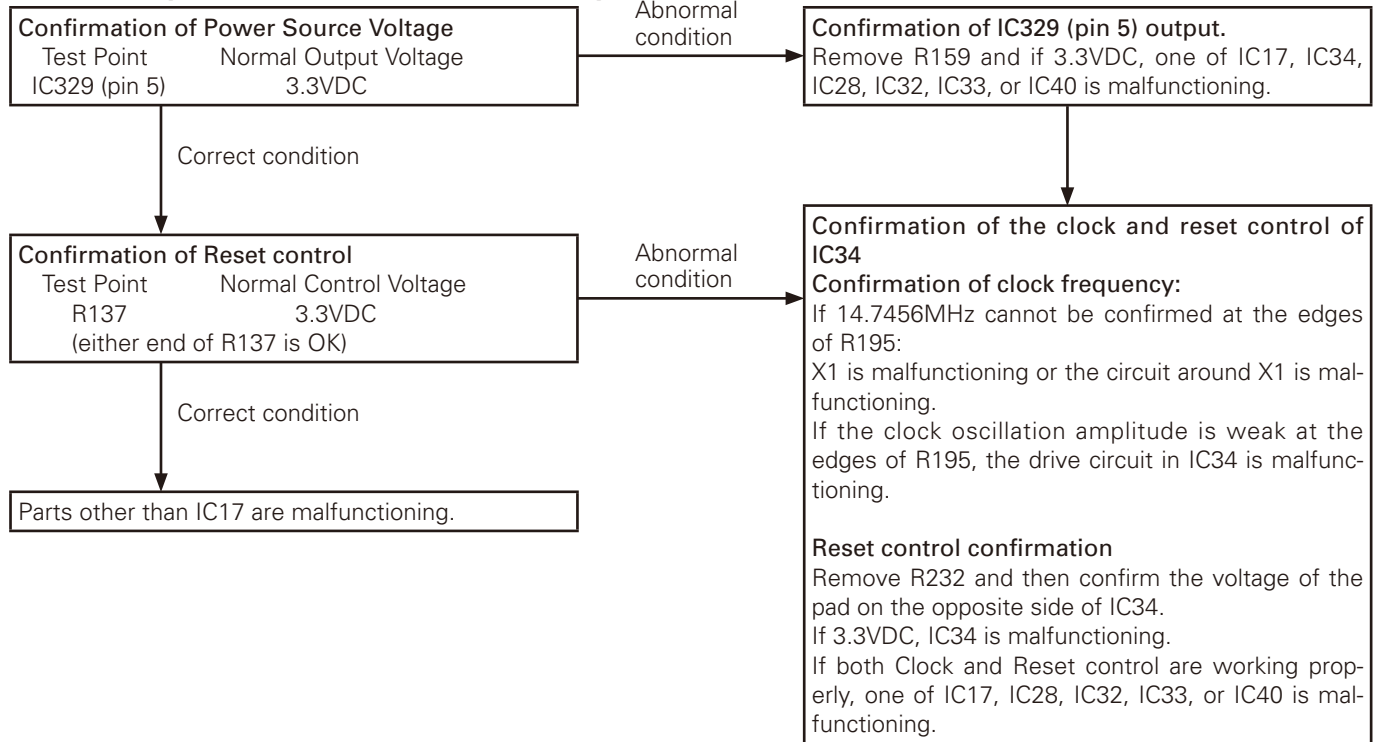 Confirmation of Power Source Voltage
Test Point Normal Output Voltage
IC329 (pin 5) 3.3VDC
Abnormal
condition
Confirmation of IC329 (pin 5) output.
Remove R159 and if 3.3VDC, one of IC17, IC34,
IC28, IC32, IC33, or IC40 is malfunctioning.
Correct condition
Confirmation of Reset control
Test Point Normal Control Voltage
R137 3.3VDC
(either end of R137 is OK)
Abnormal
condition
Confirmation of the clock and reset control of
IC34
Confirmation of clock frequency:
If 14.7456MHz cannot be confirmed at the edges
of R195:
X1 is malfunctioning or the circuit around X1 is mal-
functioning.
If the clock oscillation amplitude is weak at the
edges of R195, the drive circuit in IC34 is malfunc-
tioning.
Reset control confirmation
Remove R232 and then confirm the voltage of the
pad on the opposite side of IC34.
If 3.3VDC, IC34 is malfunctioning.
If both Clock and Reset control are working prop-
erly, one of IC17, IC28, IC32, IC33, or IC40 is mal-
functioning.
Correct condition
Parts other than IC17 are malfunctioning.